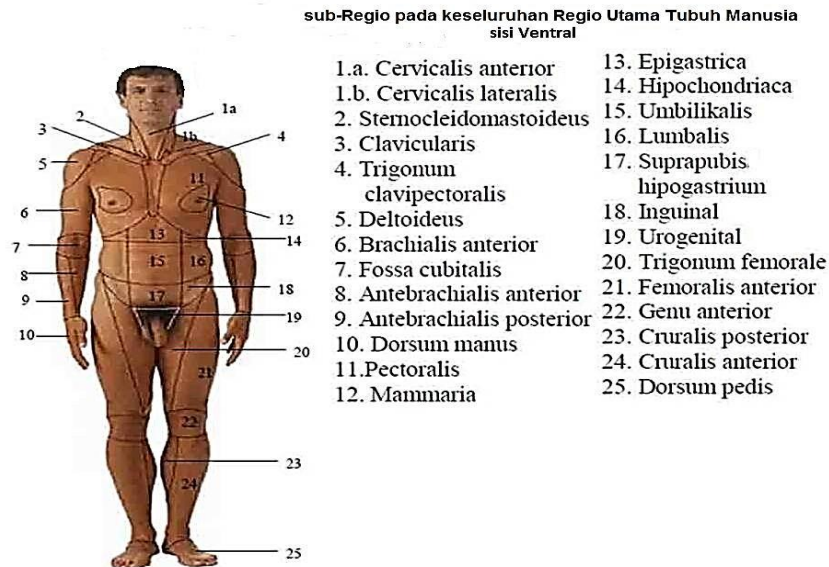 sub-Regio pada keseluruhan Regio Utama Tubuh Manusia
sisi Ventral
1.a. Cervicalis anterior
1.b. Cervicalis lateralis
2. Sternocleidomastoideus
3. Clavicularis
4. Trigonum
clavipectoralis
5. Deltoideus
6. Brachialis anterior
7. Fossa cubitalis
8. Antebrachialis anterior
9. Antebrachialis posterior
10. Dorsum manus
11.Pectoralis
12. Mammaria
13. Epigastrica
14. Hipochondriaca
15. Umbilikalis
16. Lumbalis
17. Suprapubis
hipogastrium
18. Inguinal
19. Urogenital
20. Trigonum femorale
21. Femoralis anterior
22. Genu anterior
23. Cruralis posterior
24. Cruralis anterior
25. Dorsum pedis
1a
2
1b
3
4
5
11
6
12
13
7
14
15
16
8
18
9
17
19
10
20
21
22
23
24
25